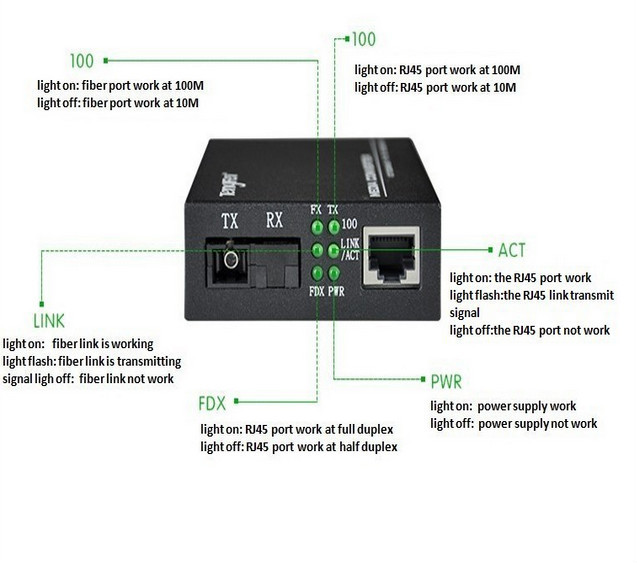 100
light on: fiber port work at 100M
light off: fiber port work at 10M
100
light on: RJ45 port work at 100M
light off: RJ45 port work at 10M
TX RX
FX TX
100
LINK
/ACT
FDX PWR
LINK
light on: fiber link is working
light flash: fiber link is transmitting
signal ligh off: fiber link not work
ACT
light on: the RJ45 port work
light flash:the RJ45 link transmit
signal
light off:the RJ45 port not work
FDX
light on: RJ45 port work at full duplex
light off: RJ45 port work at half duplex
PWR
light on: power supply work
light off: power supply not work